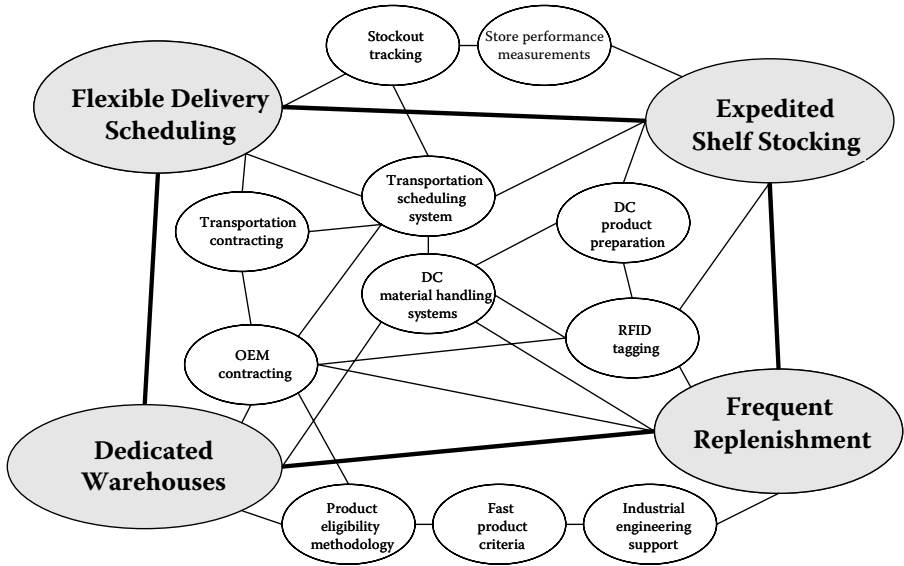 Stockout
tracking
Store performance
measurements
Flexible Delivery
Scheduling
Expedited
Shelf Stocking
Transportation
scheduling
system
Transportation
contracting
DC
product
preparation
DC
material handling
systems
OEM
contracting
RFID
tagging
Frequent
Replenishment
Dedicated
Warehouses
Product
eligibility
methodology
Fast
product
criteria
Industrial
engineering
support